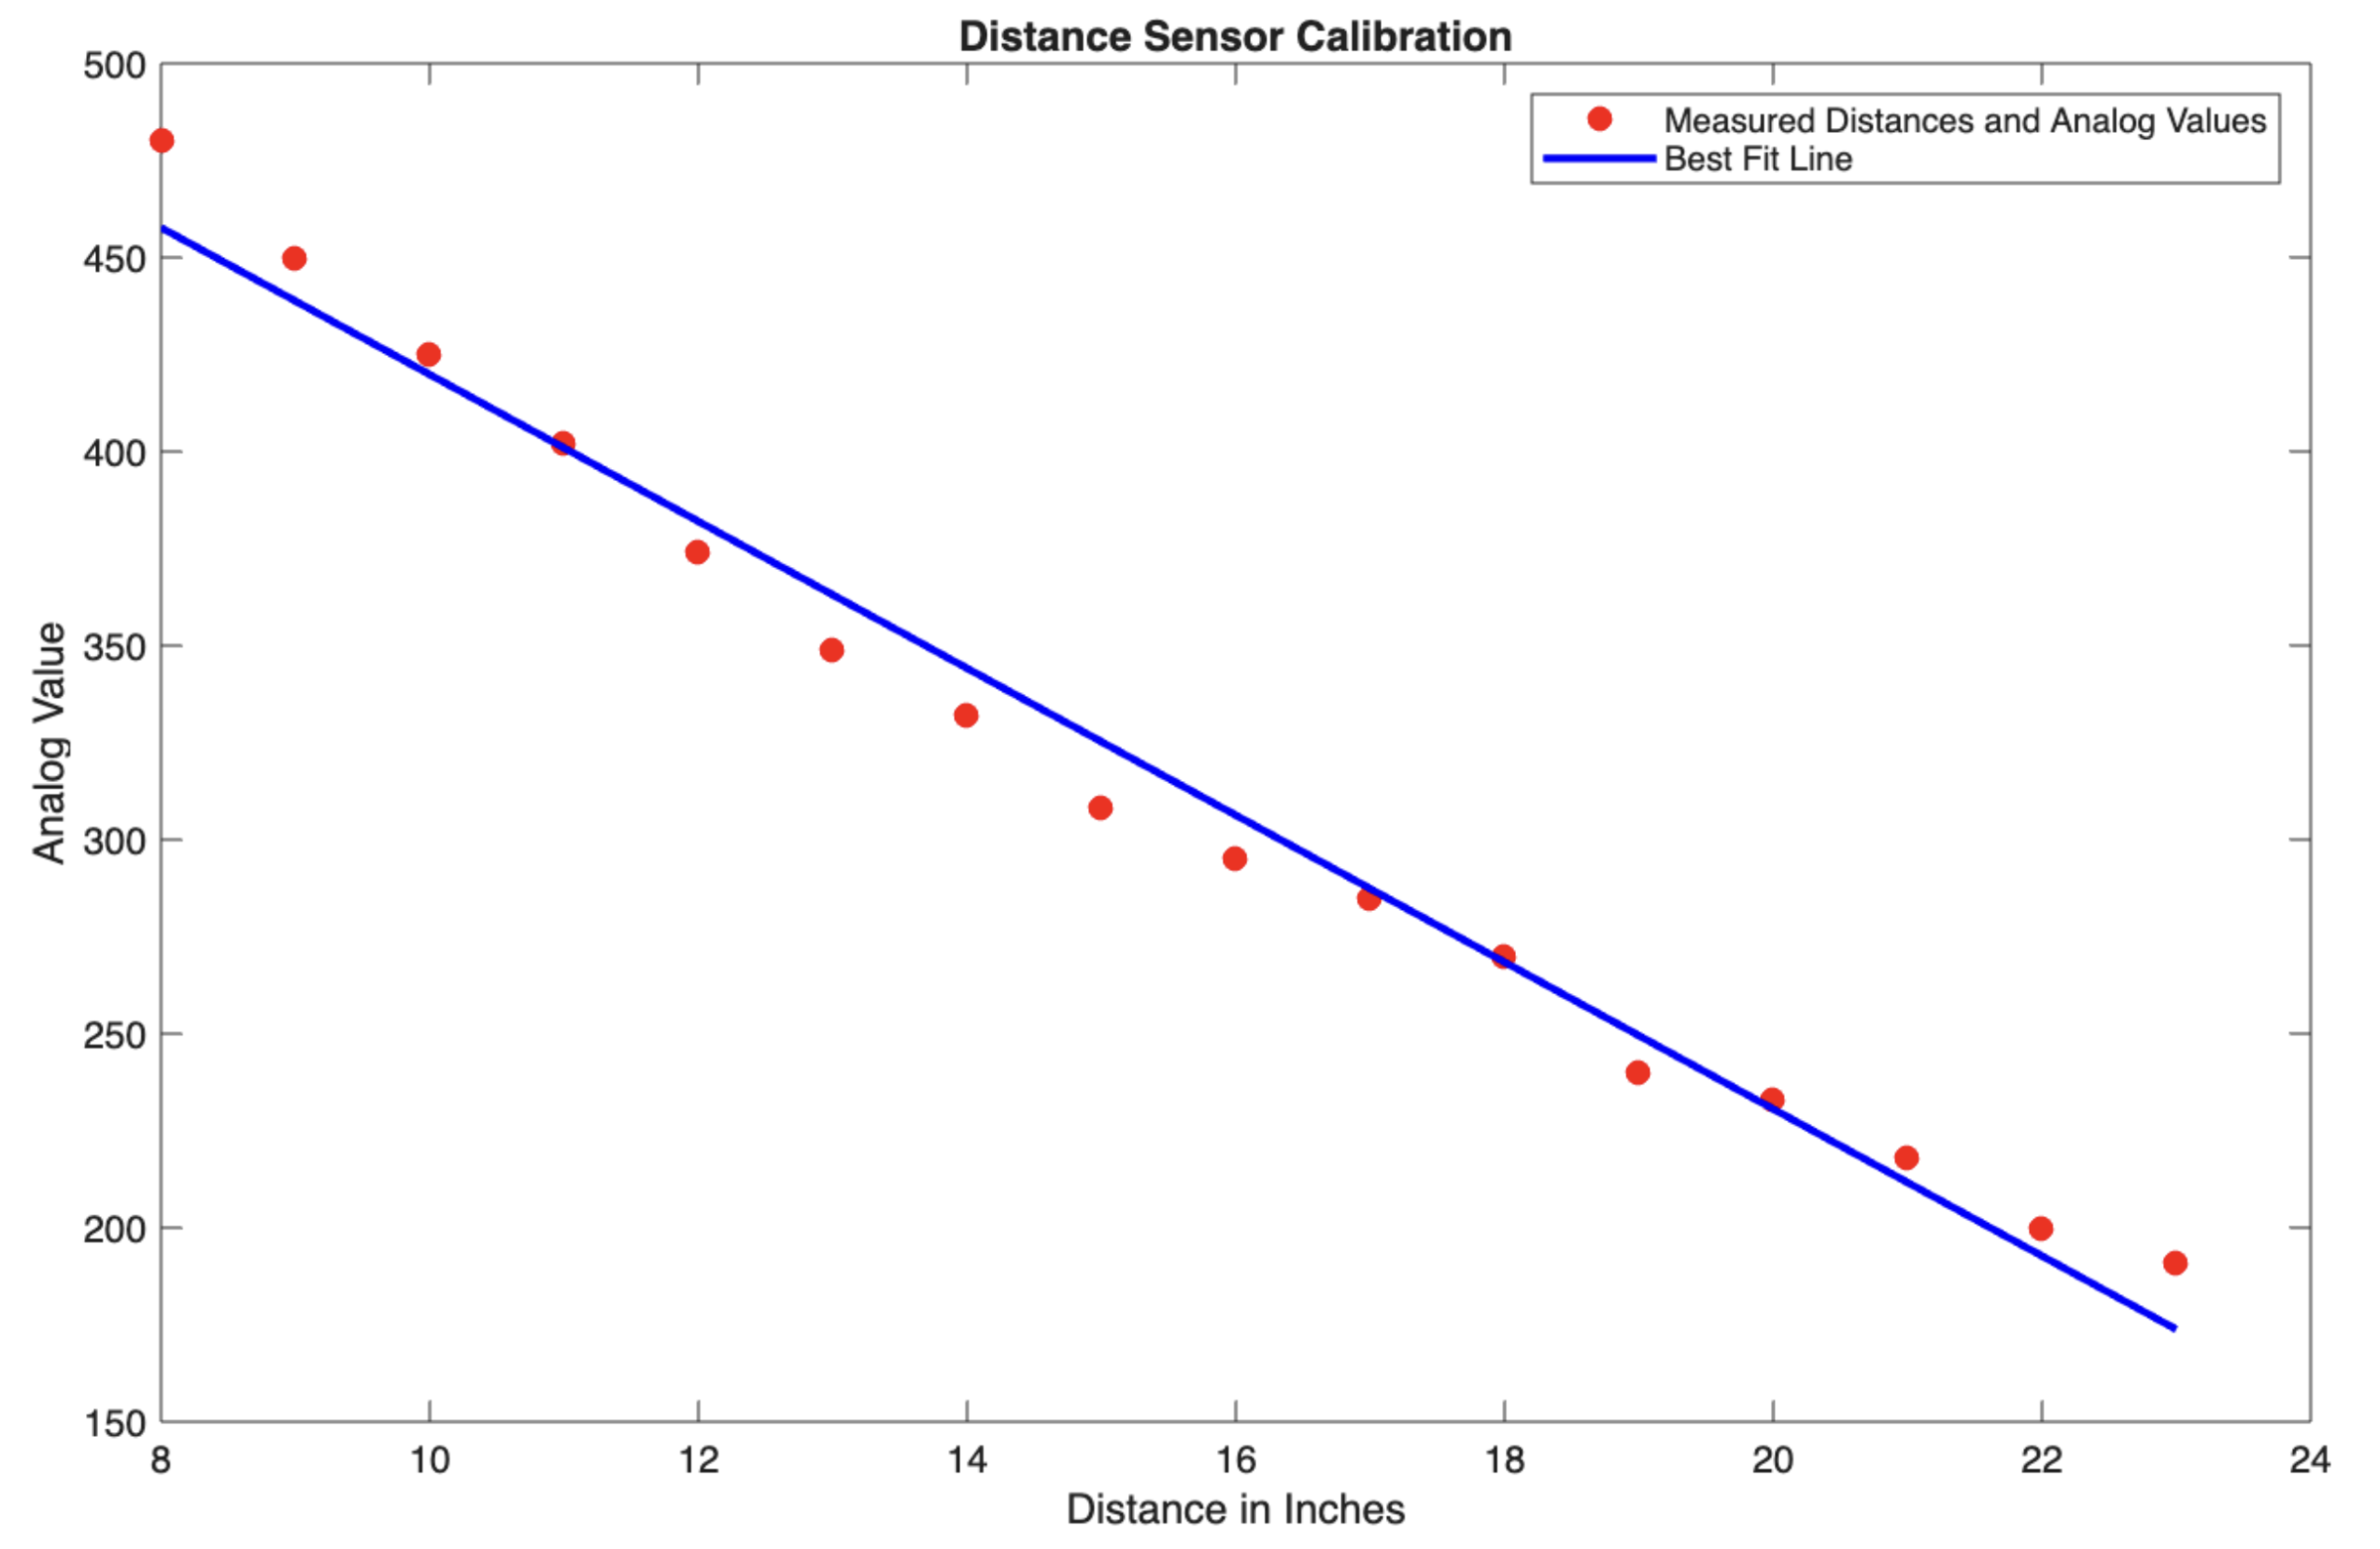 Distance Sensor Calibration
Measured Distances and Analog Values
Best Fit Line
500
450
400
350
300
250
200
150
Analog Value
8 10 12 14 16 18 20 22 24
Distance in Inches